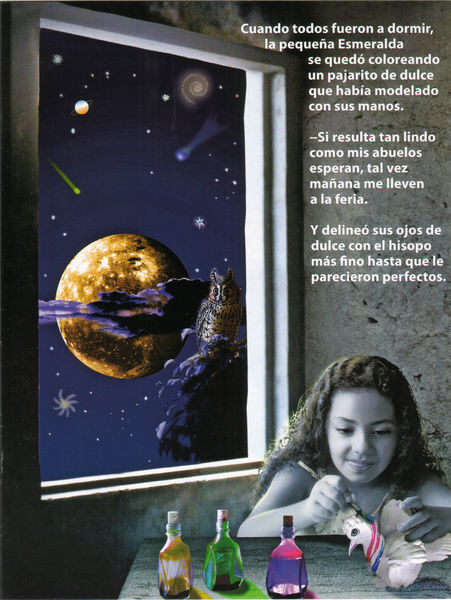 Cuando todos fueron a dormir,
la pequeña Esmeralda
se quedó coloreando
un pajarito de dulce
que había modelado
con sus manos.
–Si resulta tan lindo
como mis abuelos
esperan, tal vez
mañana me lleven
a la feria.
Y delineó sus ojos de
dulce con el hisopo
más fino hasta que le
parecieron perfectos.